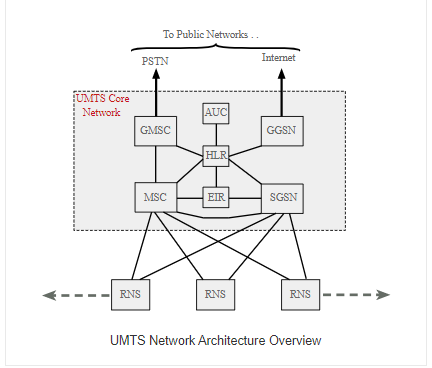 To Public Networks . .
PSTN
Internet
UMTS Core
Network
AUC
GMSC
GGSN
HLR
MSC
EIR
SGSN
RNS
RNS
RNS
UMTS Network Architecture Overview